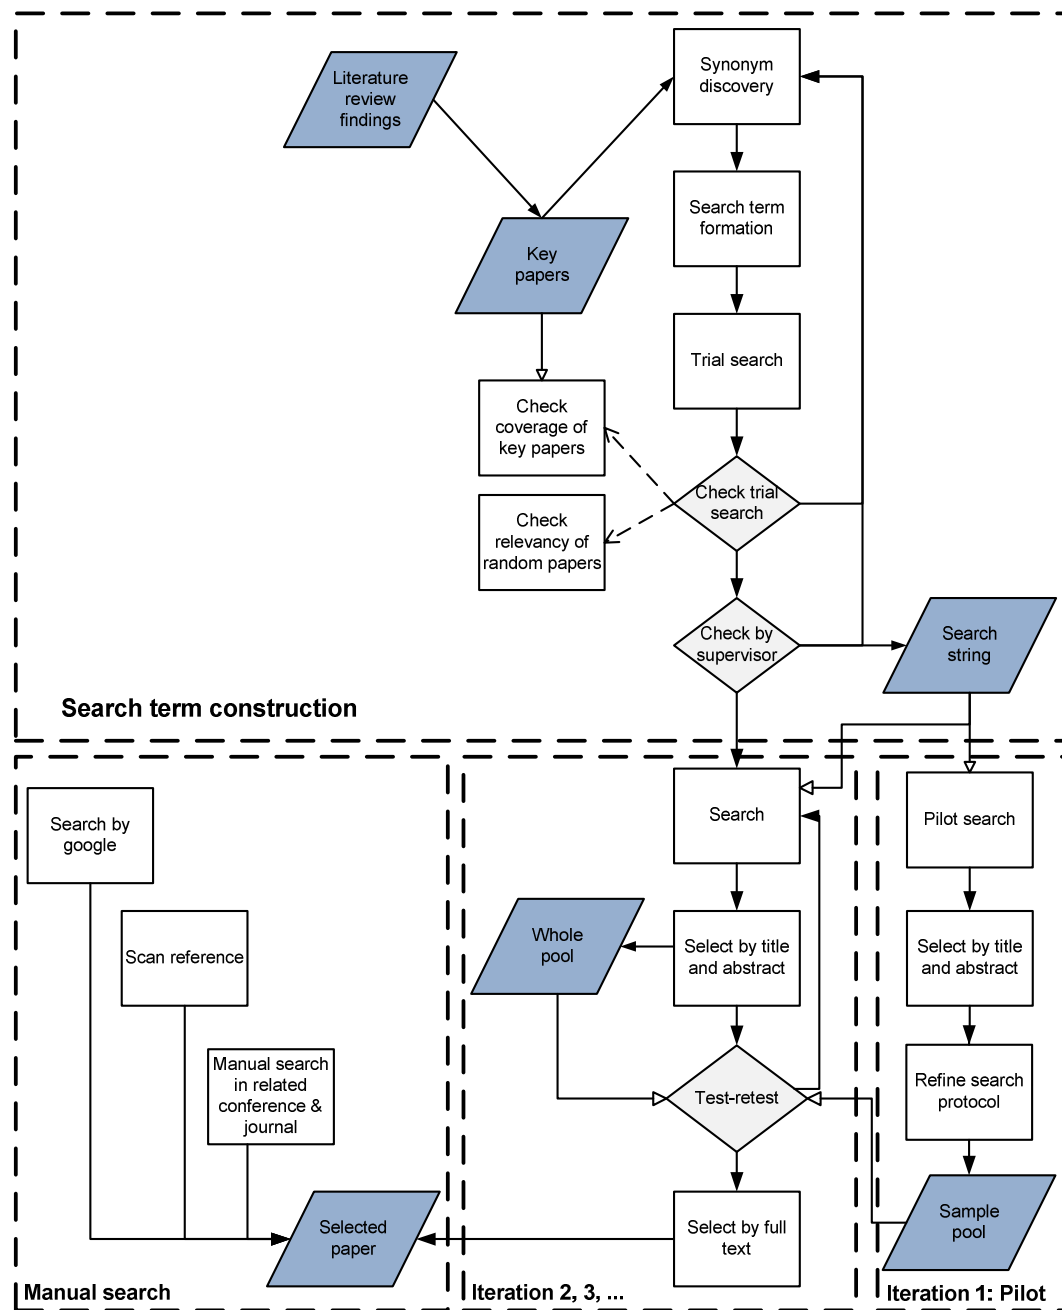 Literature
review
findings
Synonym
discovery
Search term
formation
Key
papers
Trial search
Check
coverage of
key papers
Check trial
search
Check
relevancy of
random papers
Check by
supervisor
Search
string
Search term construction
Search by
google
Scan reference
Manual search
in related
conference &
journal
Selected
paper
Manual search
Search
Whole
pool
Select by title
and abstract
Test-retest
Select by full
text
Iteration 2, 3, ...
Pilot search
Select by title
and abstract
Refine search
protocol
Sample
pool
Iteration 1: Pilot